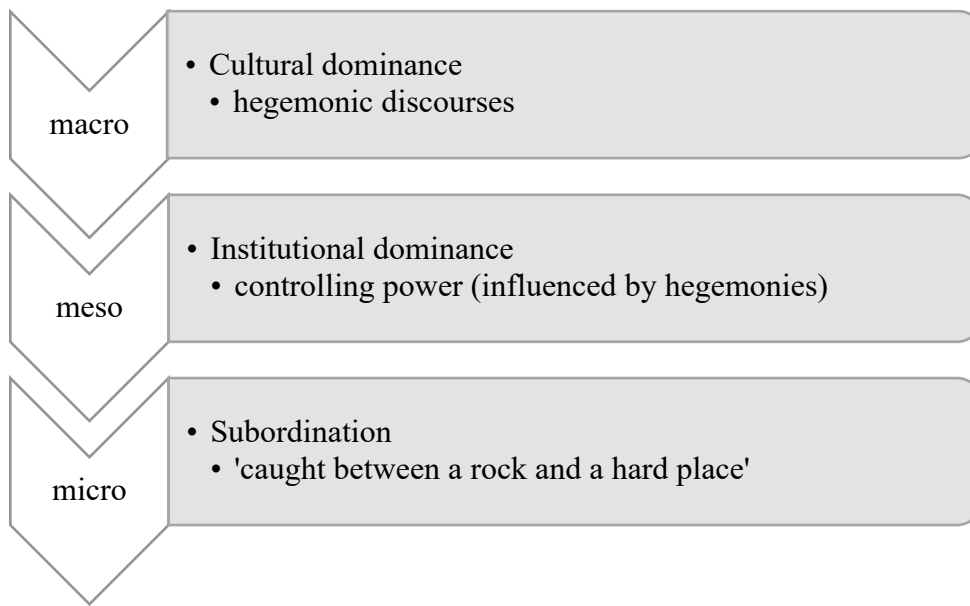 macro
• Cultural dominance
• hegemonic discourses
meso
• Institutional dominance
• controlling power (influenced by hegemonies)
micro
• Subordination
• 'caught between a rock and a hard place'